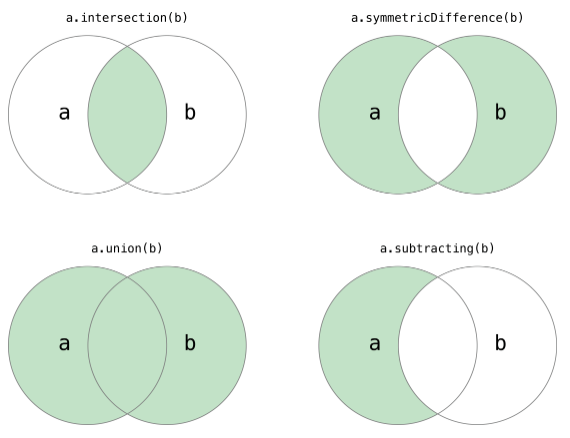 a.intersection(b)
a.symmetricDifference(b)
a
b
a
b
a.union(b)
a.subtracting(b)
a
b
a
b